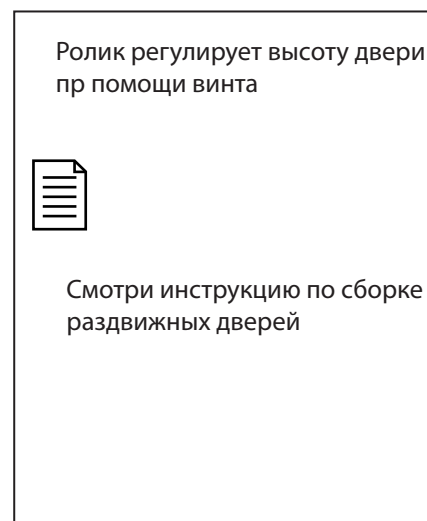 Ролик регулирует высоту двери
пр помощи винта
Смотри инструкцию по сборке
раздвижных дверей